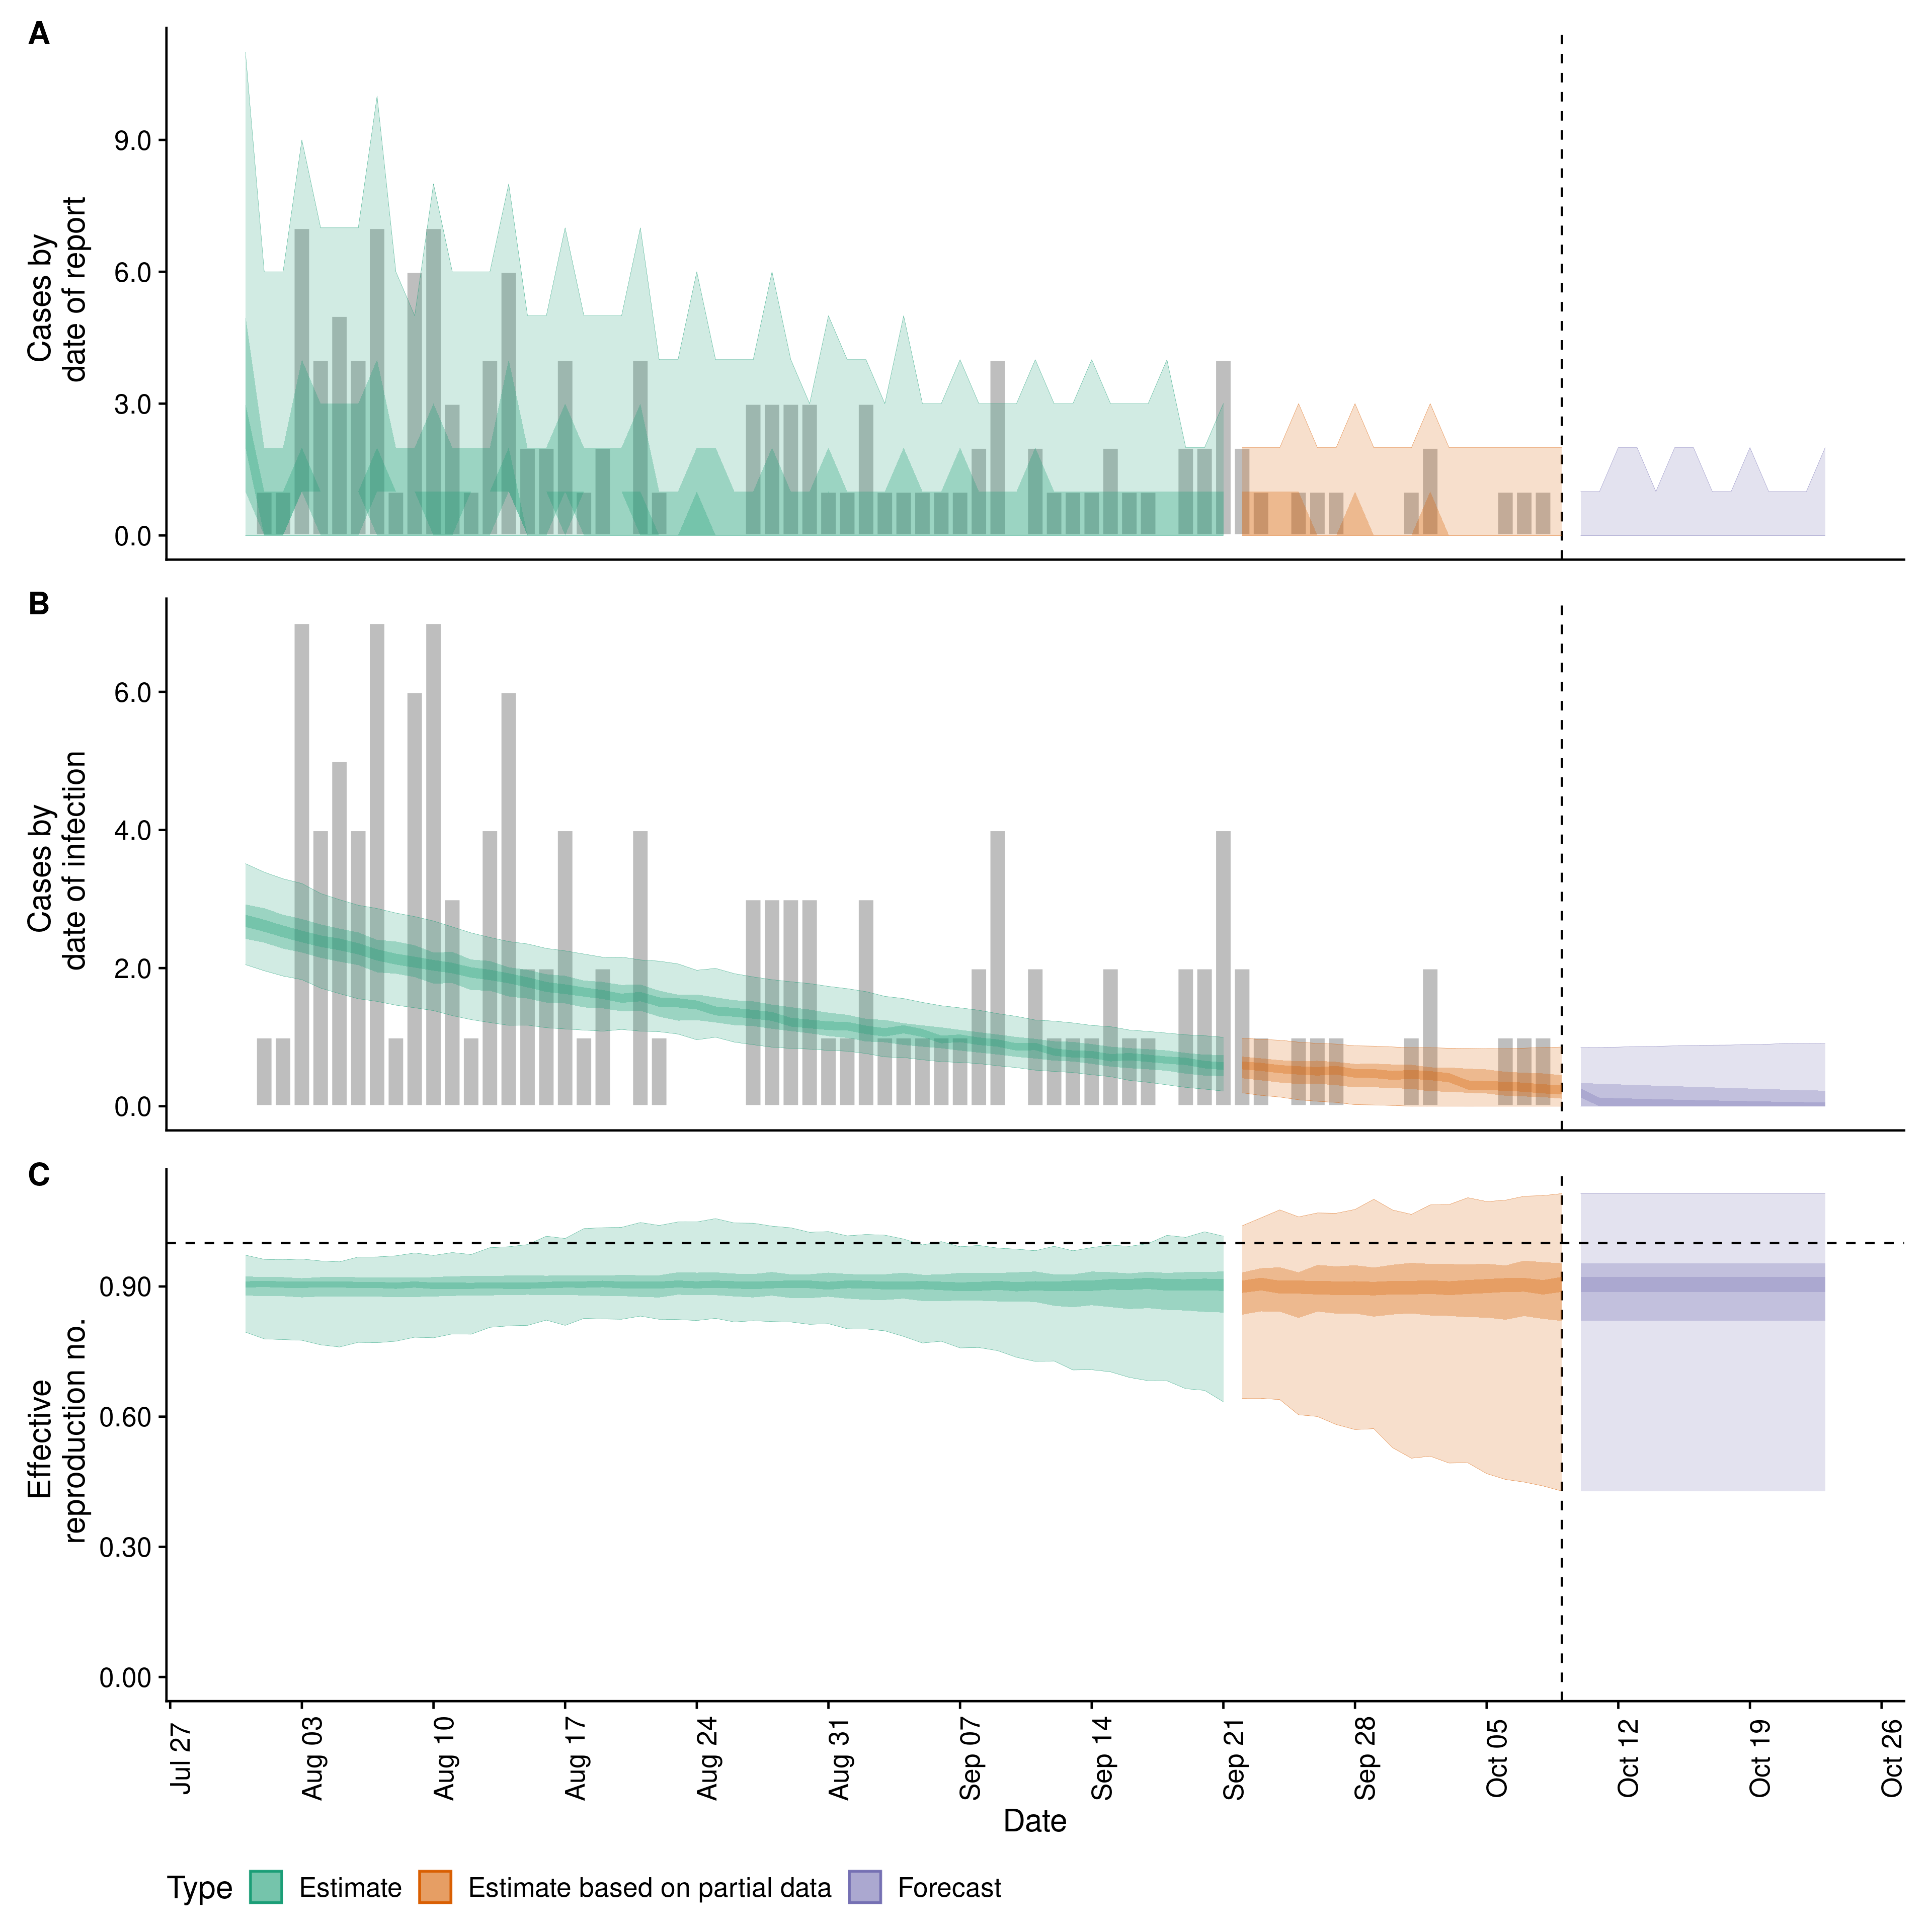 A
Cases by
date of report
9.0
6.0
3.0
0.0
B
Cases by
date of infection
6.0
4.0
2.0
0.0
C
Effective
reproduction no.
0.90
0.60
0.30
0.00
Jul 27
Aug 03
Aug 10
Aug 17
Aug 24
Aug 31
Sep 07
Sep 14
Sep 21
Sep 28
Oct 05
Oct 12
Oct 19
Oct 26
Date
Type Estimate Estimate based on partial data Forecast